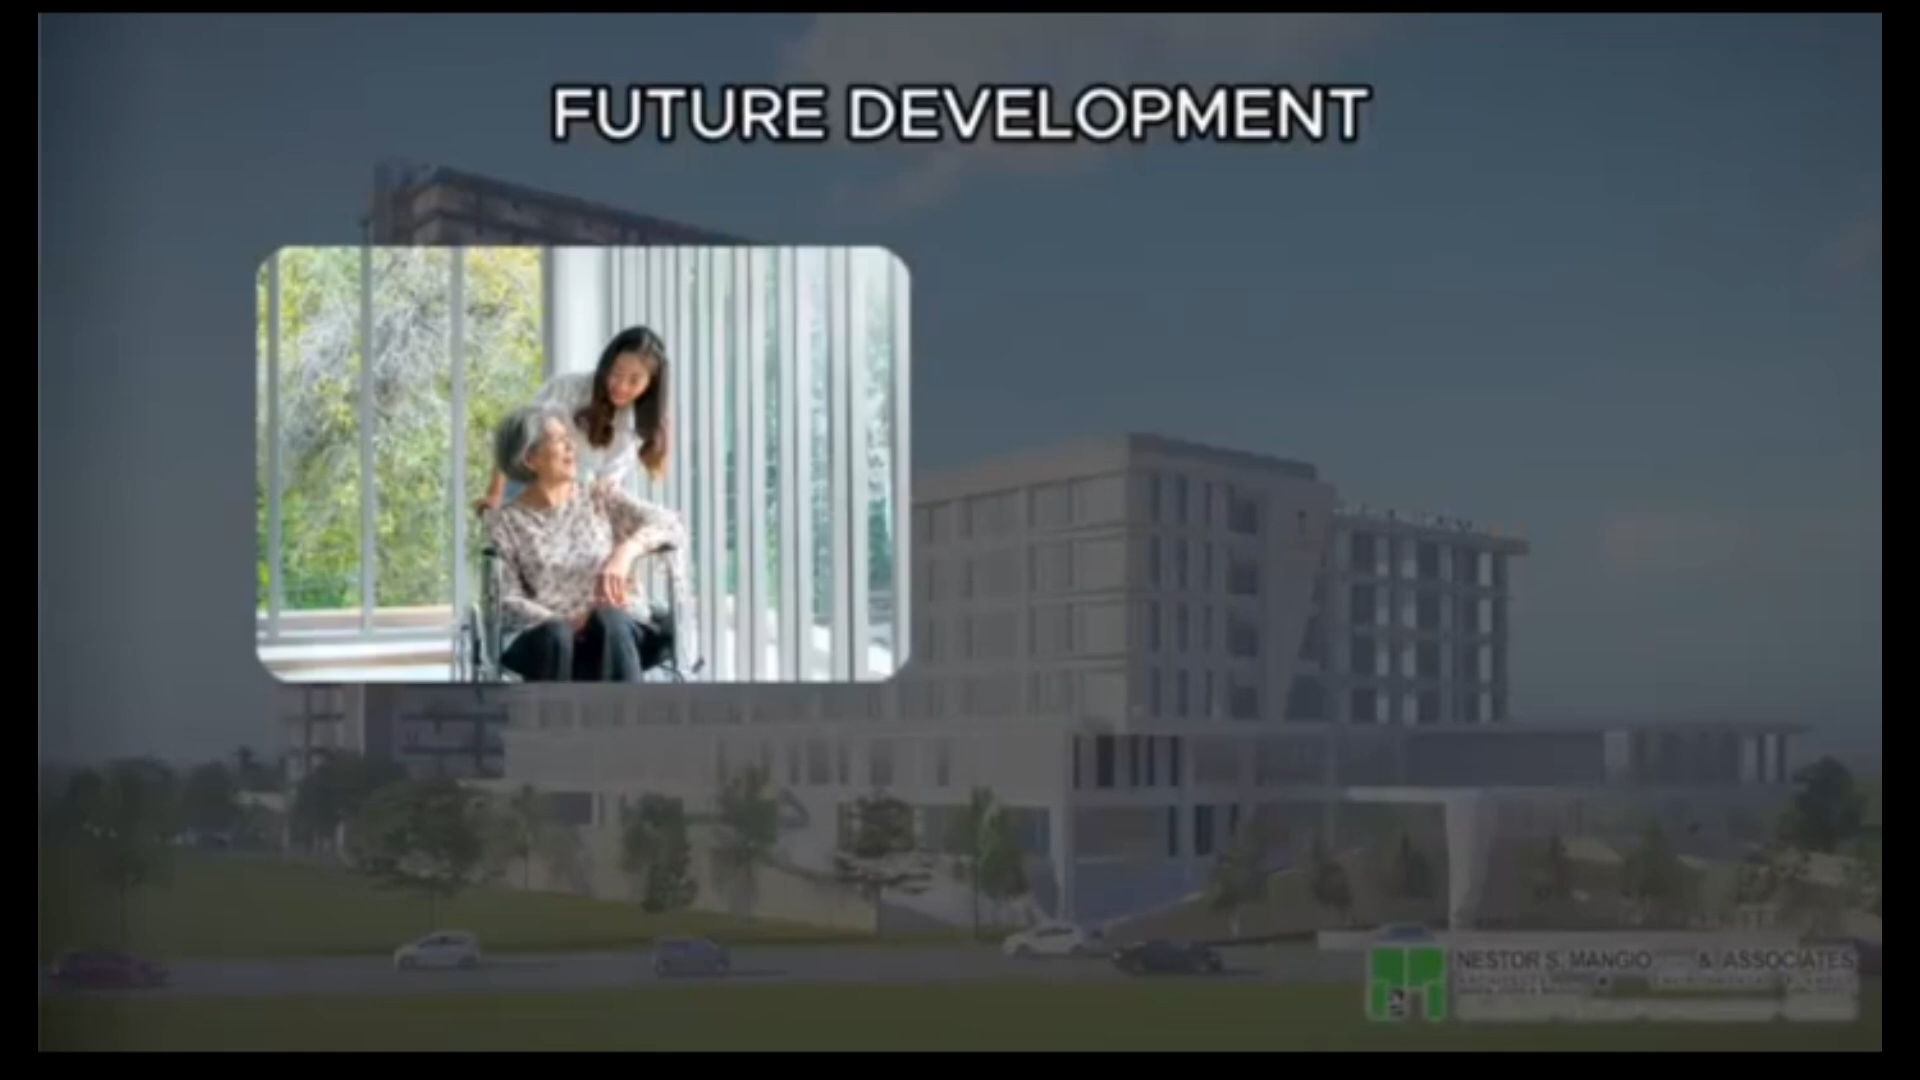 FUTURE DEVELOPMENT
NESTOR S. MANGIO & ASSOCIATES